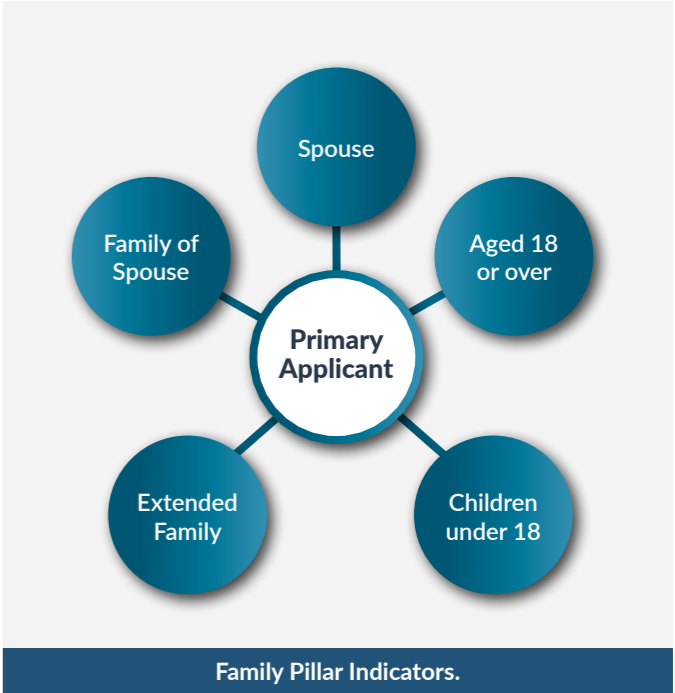 Spouse
Family of
Spouse
Aged 18
or over
Primary
Applicant
Extended
Family
Children
under 18
Family Pillar Indicators.